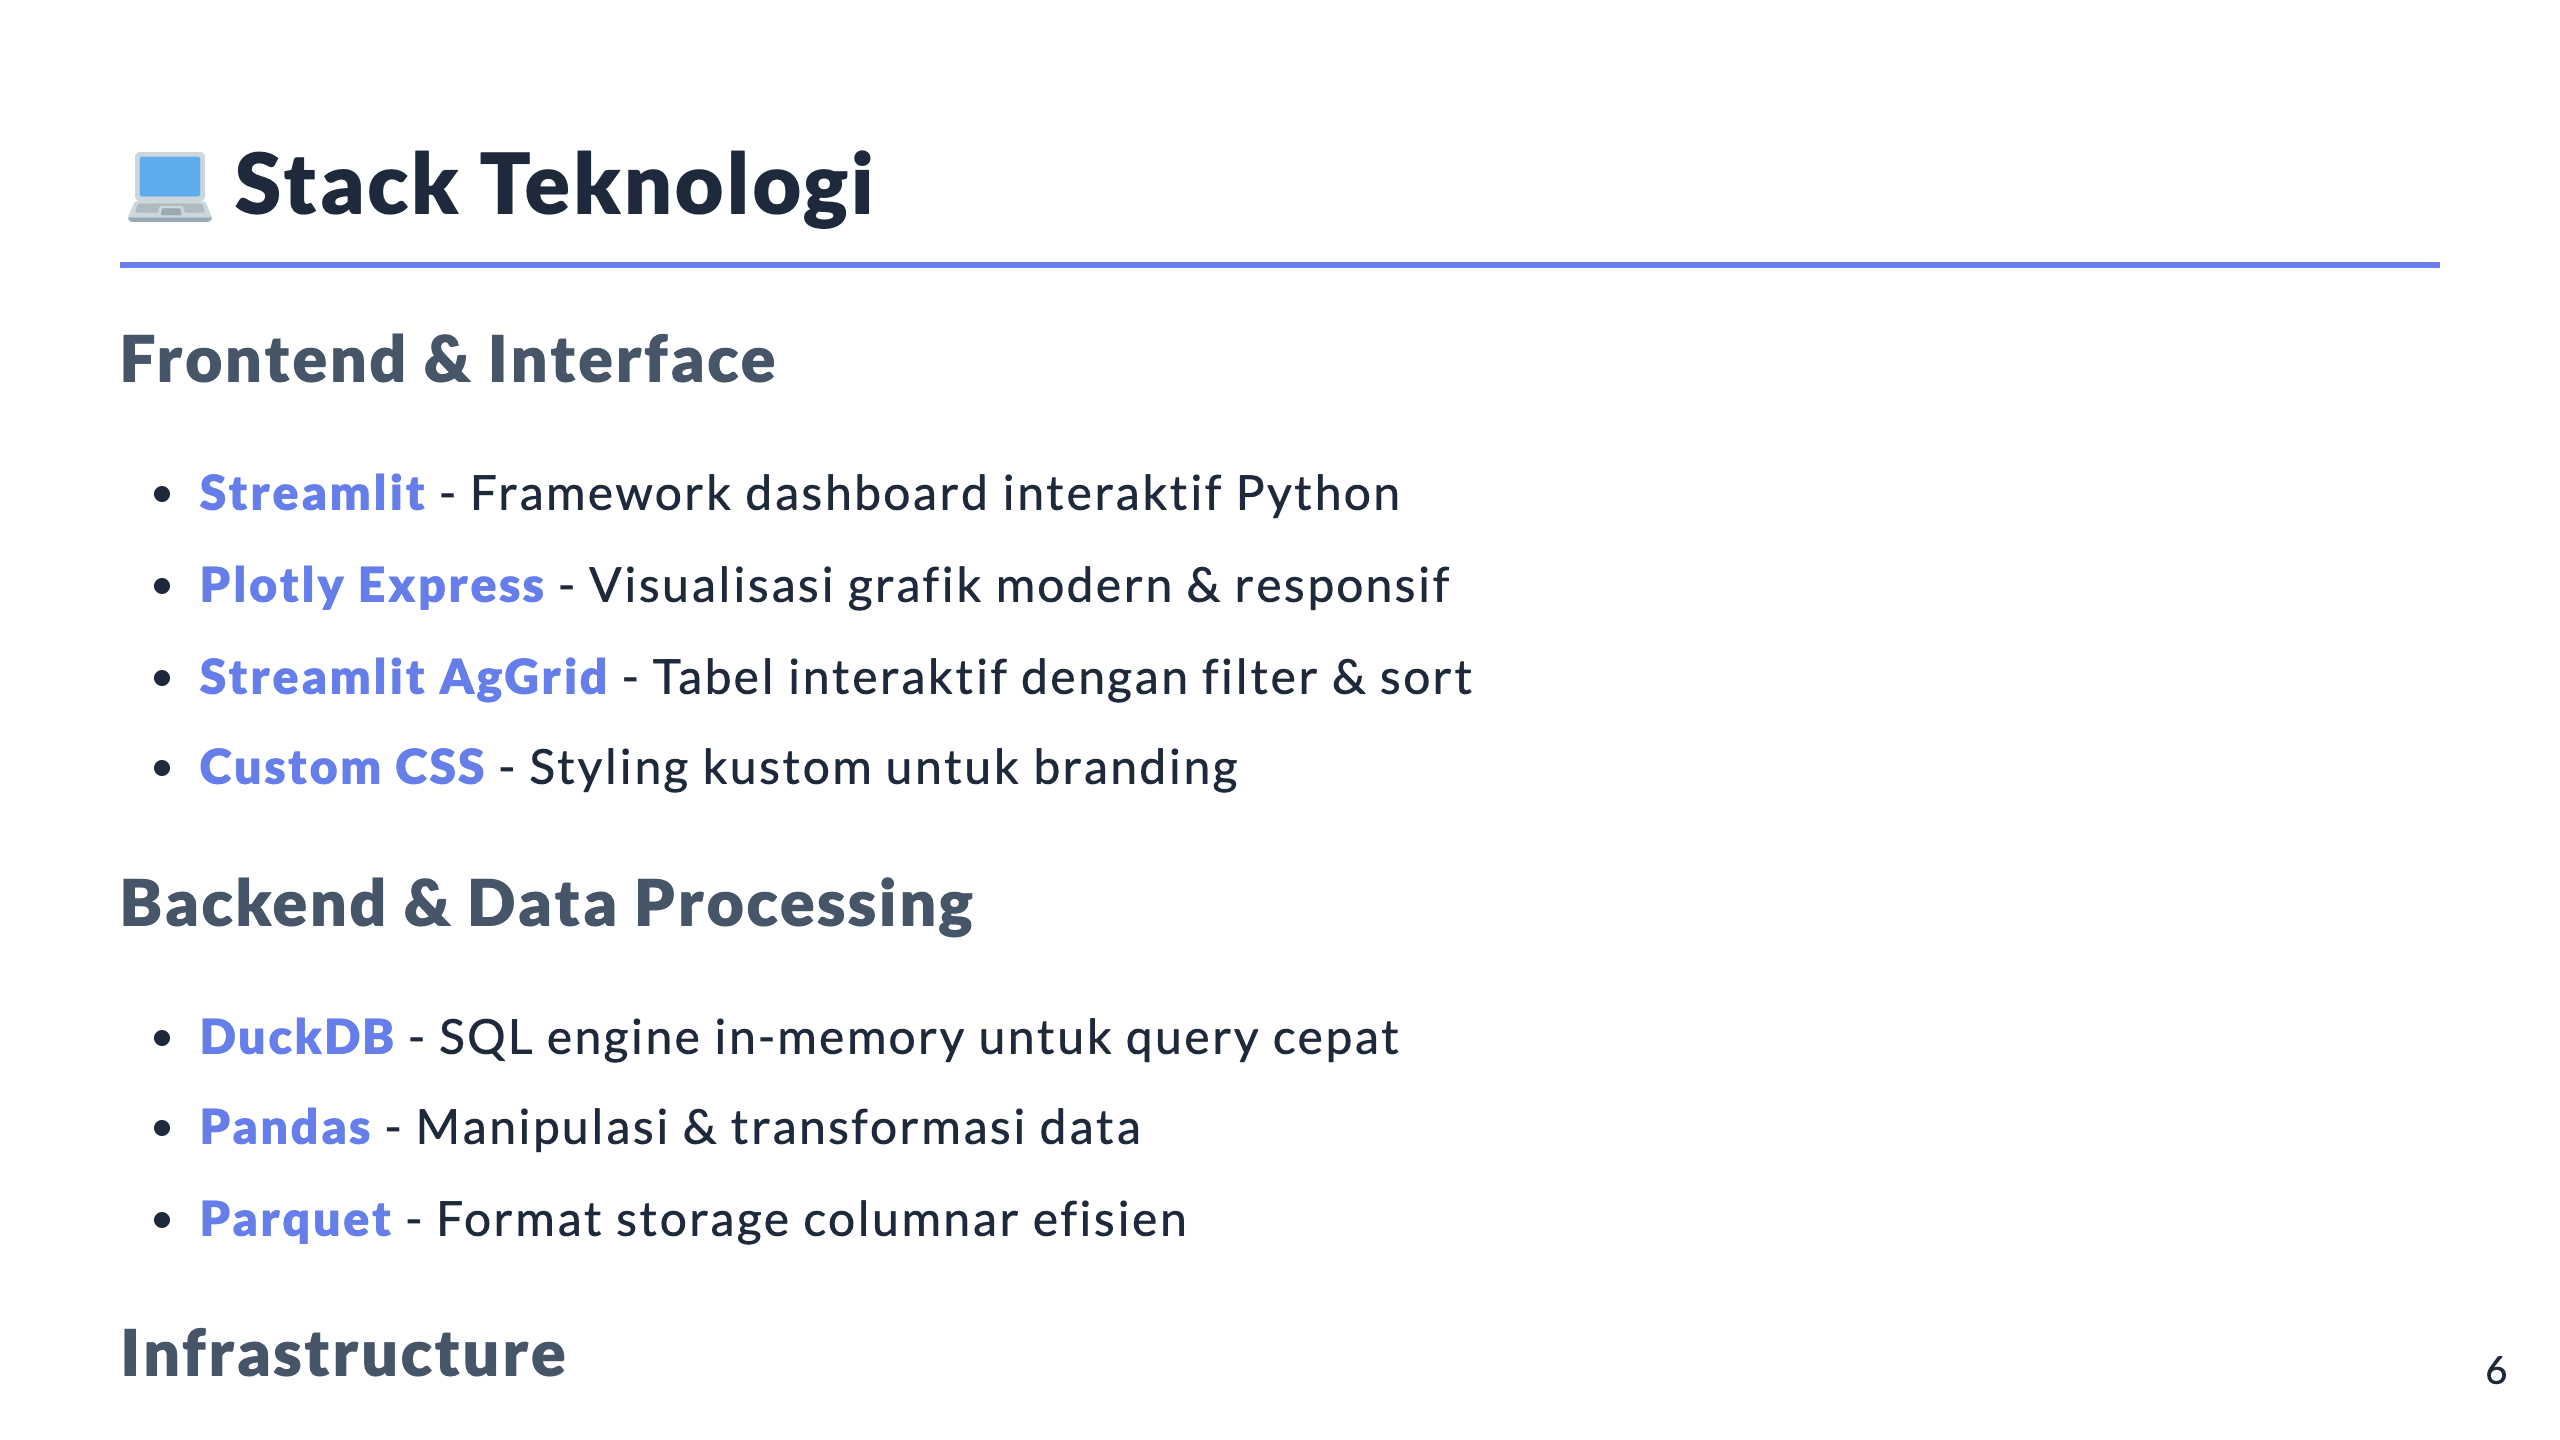 Stack Teknologi
Frontend & Interface
• Streamlit - Framework dashboard interaktif Python
• Plotly Express - Visualisasi grafik modern & responsif
• Streamlit AgGrid - Tabel interaktif dengan filter & sort
• Custom CSS - Styling kustom untuk branding
Backend & Data Processing
• DuckDB - SQL engine in-memory untuk query cepat
• Pandas - Manipulasi & transformasi data
• Parquet - Format storage columnar efisien
Infrastructure
6